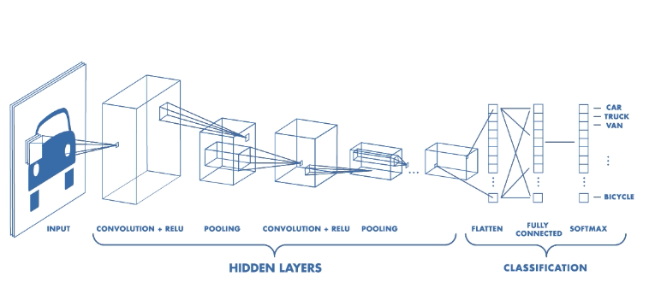 CAR
TRUCK
VAN
BICYCLE
INPUT
CONVOLUTION + RELU
POOLING
CONVOLUTION + RELU
POOLING
FLATTEN
FULLY
CONNECTED
SOFTMAX
HIDDEN LAYERS
CLASSIFICATION